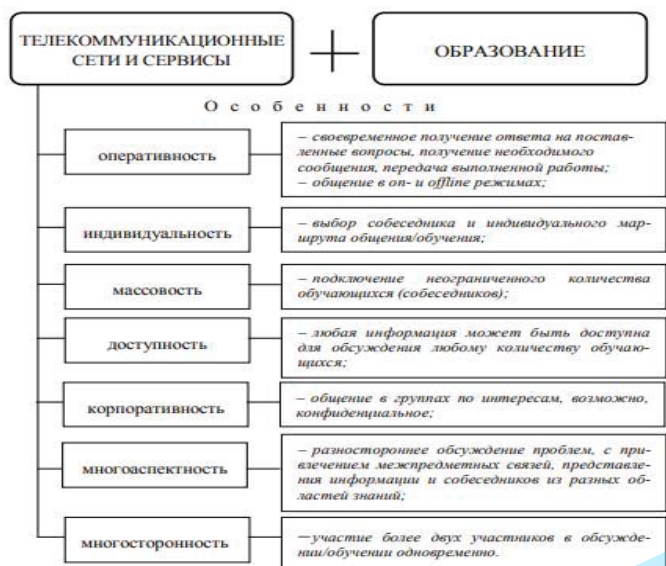 ТЕЛЕКОММУНИКАЦИОННЫЕ
СЕТИ И СЕРВИСЫ
ОБРАЗОВАНИЕ
Особенности
оперативность
– своевременное получение ответа на постав-
ленные вопросы, получение необходимого
сообщения, передача выполненной работы;
– общение в on- и offline режимах;
индивидуальность
– выбор собеседника и индивидуального мар-
шрута общения/обучения;
массовость
– подключение неограниченного количества
обучающихся (собеседников);
доступность
– любая информация может быть доступна
для обсуждения любому количеству обучаю-
щихся;
корпоративность
– общение в группах по интересам, возможно,
конфиденциальное;
многоаспектность
– разностороннее обсуждение проблем, с при-
влечением межпредметных связей, представле-
ния информации и собеседников из разных об-
ластей знаний;
многосторонность
– участие более двух участников в обсужде-
нии/обучении одновременно.